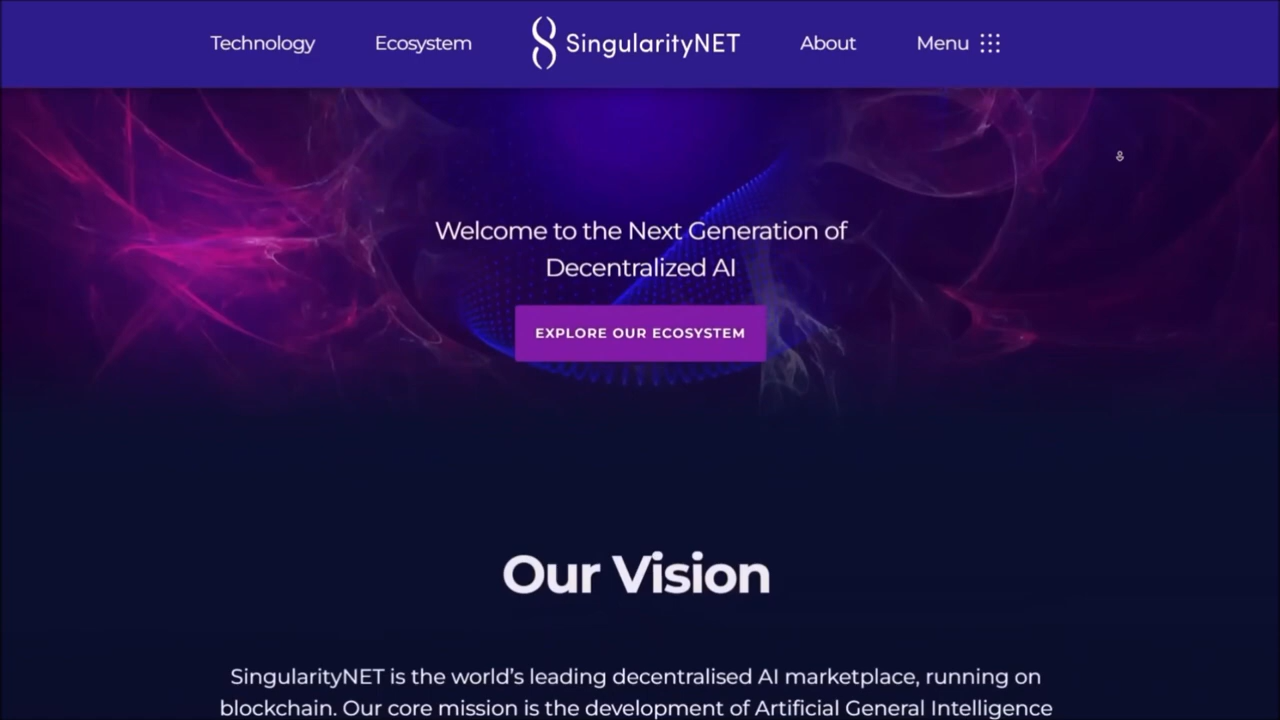 Technology
Ecosystem
SingularityNET
About
Menu
Welcome to the Next Generation of
Decentralized AI
EXPLORE OUR ECOSYSTEM
Our Vision
SingularityNET is the world’s leading decentralised AI marketplace, running on
blockchain. Our core mission is the development of Artificial General Intelligence